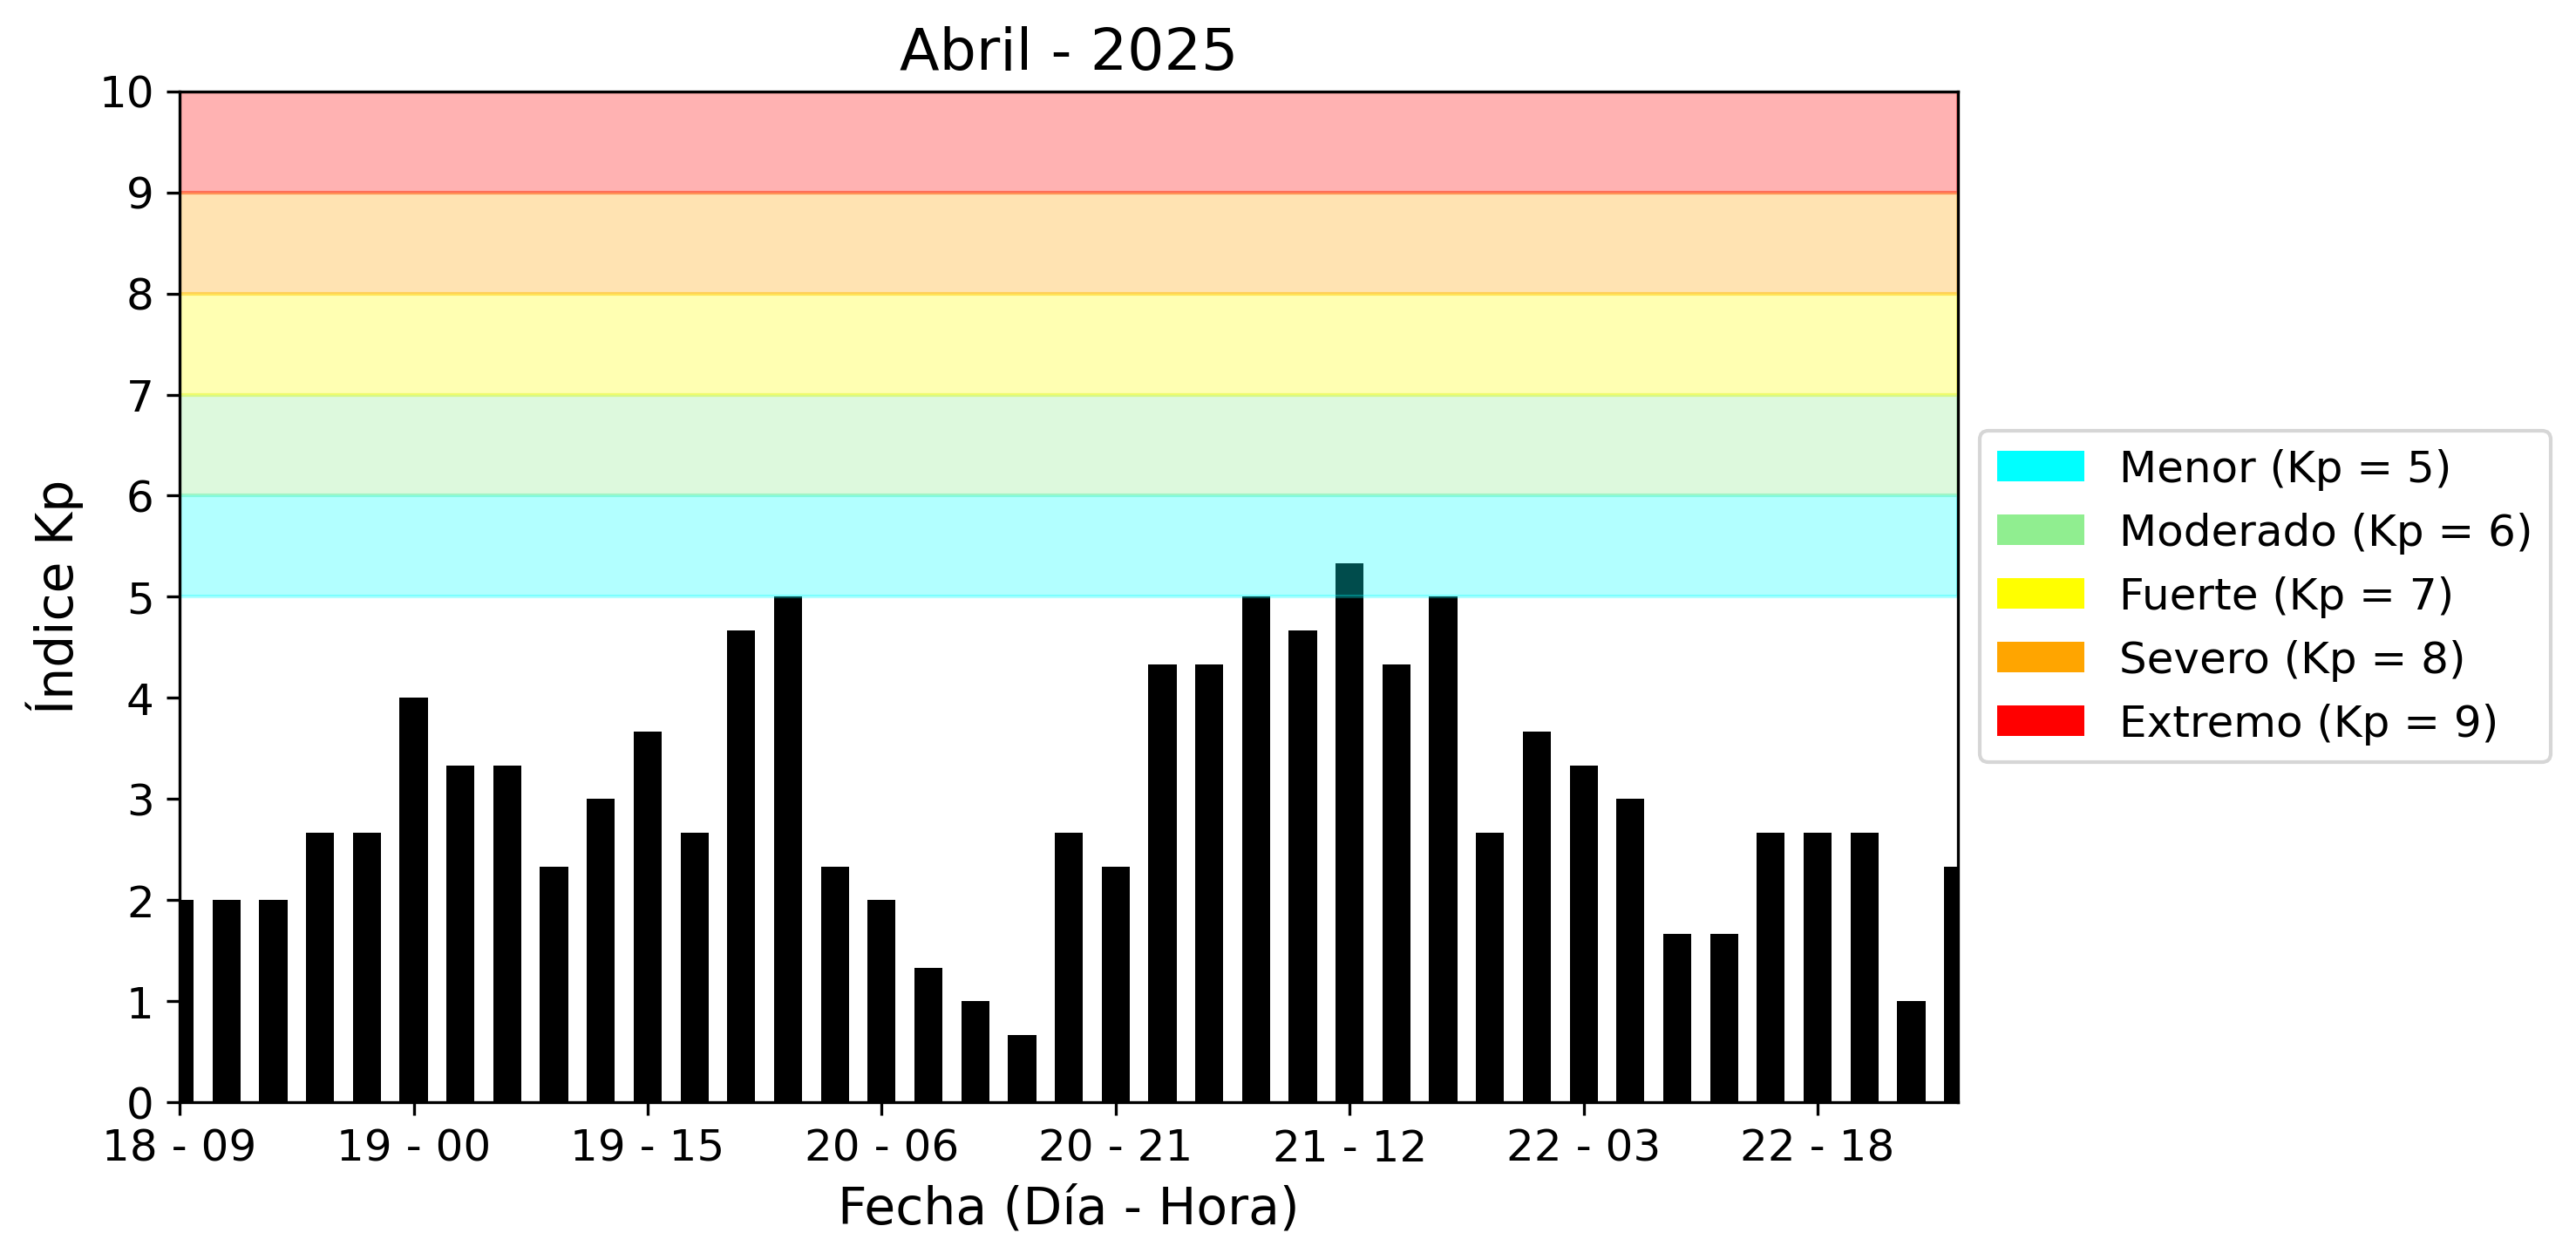 Abril - 2025
10
9
8
7
6
5
4
3
2
1
0
Índice Kp
18 - 09
19 - 00
19 - 15
20 - 06
20 - 21
21 - 12
22 - 03
22 - 18
Fecha (Día - Hora)
Menor (Kp = 5)
Moderado (Kp = 6)
Fuerte (Kp = 7)
Severo (Kp = 8)
Extremo (Kp = 9)